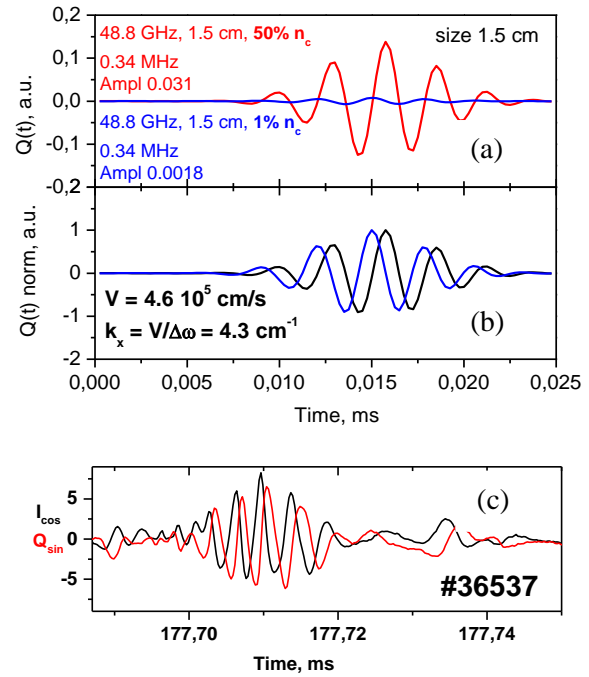 48.8 GHz, 1.5 cm, 50% n_c
size 1.5 cm
0.34 MHz
Ampl 0.031
48.8 GHz, 1.5 cm, 1% n_c
0.34 MHz
Ampl 0.0018
(a)
Q(t), a.u.
0,2
0,1
0,0
-0,1
-0,2
Q(t) norm, a.u.
1
0
-1
-2
V = 4.6 10^5 cm/s
k_x = V/Δω = 4.3 cm^-1
(b)
0,000
0,005
0,010
0,015
0,020
0,025
Time, ms
I_cos
Q_sin
5
0
-5
(c)
#36537
177,70
177,72
177,74
Time, ms